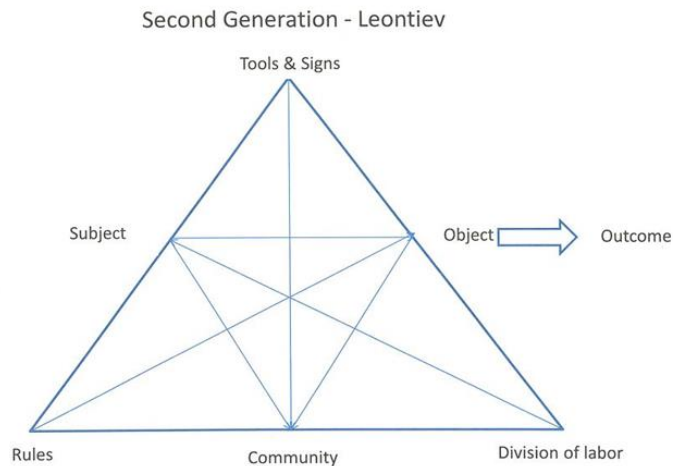 Second Generation - Leontiev
Tools & Signs
Subject
Object
Outcome
Rules
Community
Division of labor